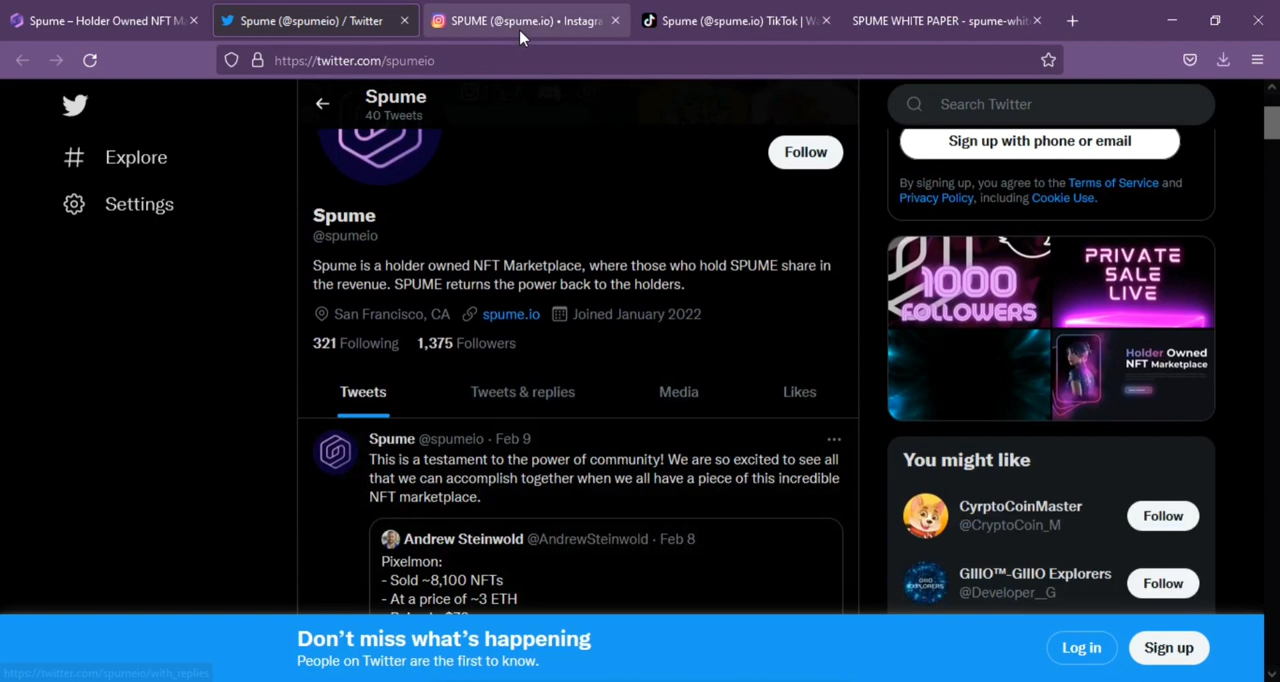 Spume – Holder Owned NFT M
Spume (@spumeio) / Twitter
SPUME (@spume.io) • Instagra
Spume (@spume.io) TikTok | Wa
SPUME WHITE PAPER - spume-whit
https://twitter.com/spumeio
Explore
Settings
Spume
40 Tweets
Follow
Spume
@spumeio
Spume is a holder owned NFT Marketplace, where those who hold SPUME share in
the revenue. SPUME returns the power back to the holders.
San Francisco, CA spume.io Joined January 2022
321 Following 1,375 Followers
Tweets Tweets & replies Media Likes
Spume @spumeio · Feb 9
This is a testament to the power of community! We are so excited to see all
that we can accomplish together when we all have a piece of this incredible
NFT marketplace.
Andrew Steinwold @AndrewSteinwold · Feb 8
Pixelmon:
- Sold ~8,100 NFTs
- At a price of ~3 ETH
Search Twitter
Sign up with phone or email
By signing up, you agree to the Terms of Service and
Privacy Policy, including Cookie Use.
1000
FOLLOWERS
PRIVATE
SALE
LIVE
Holder Owned
NFT Marketplace
You might like
CyrptoCoinMaster
@CryptoCoin_M
Follow
GIIIO™-GIIIO Explorers
@Developer__G
Follow
Don't miss what's happening
People on Twitter are the first to know.
Log in
Sign up
https://twitter.com/spumeio/with_replies